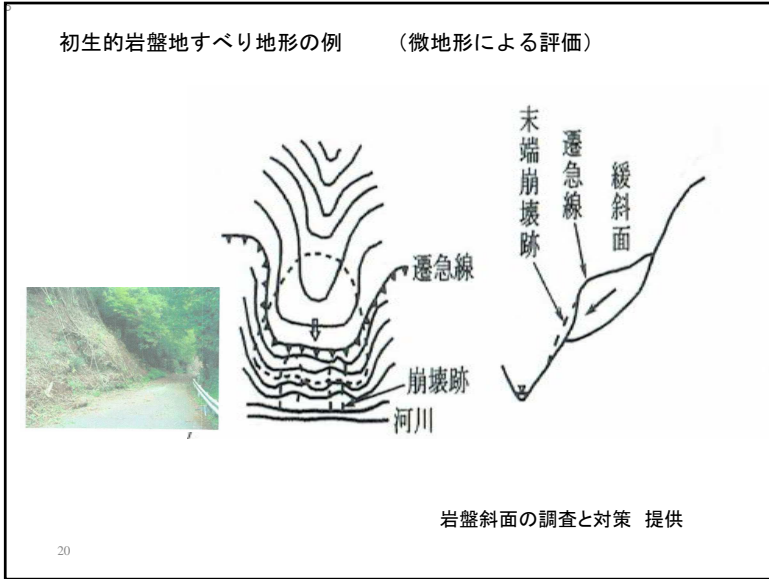 初生的岩盤地すべり地形の例　　（微地形による評価）
遷急線
崩壊跡
河川
末端崩壊跡
遷急線
緩斜面
岩盤斜面の調査と対策 提供
20